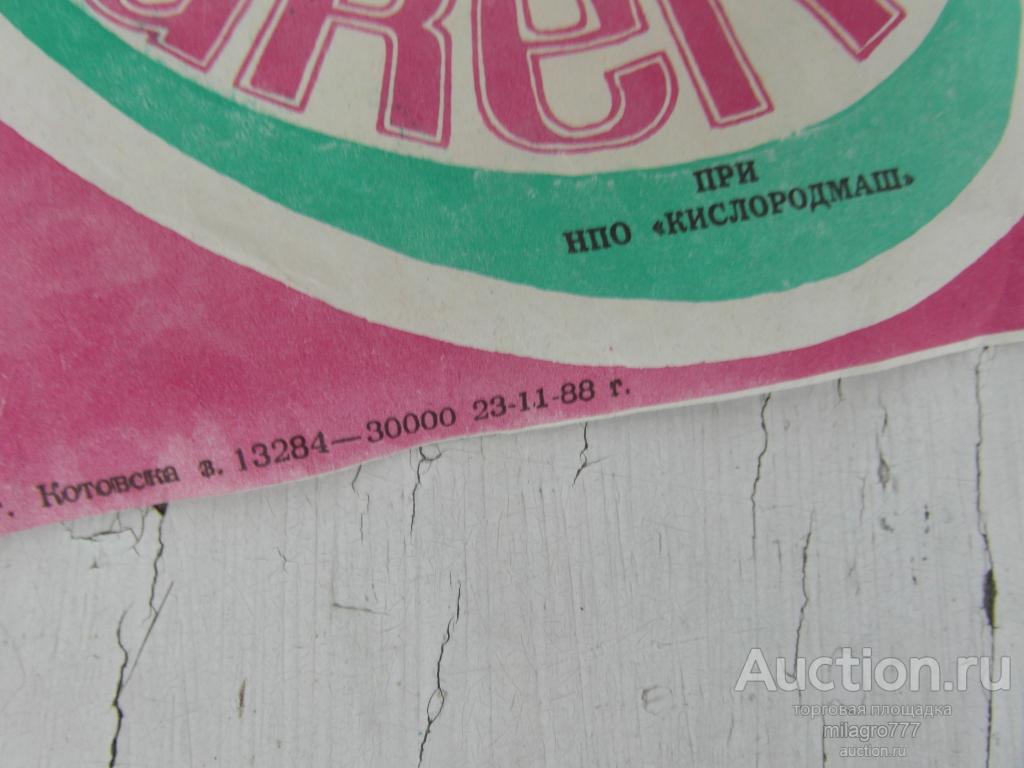 ПРИ
НПО «КИСЛОРОДМАШ»
г. Котовска з. 13284—30000 23-11-88 г.
Auction.ru
торговая площадка
milagro777
auction.ru